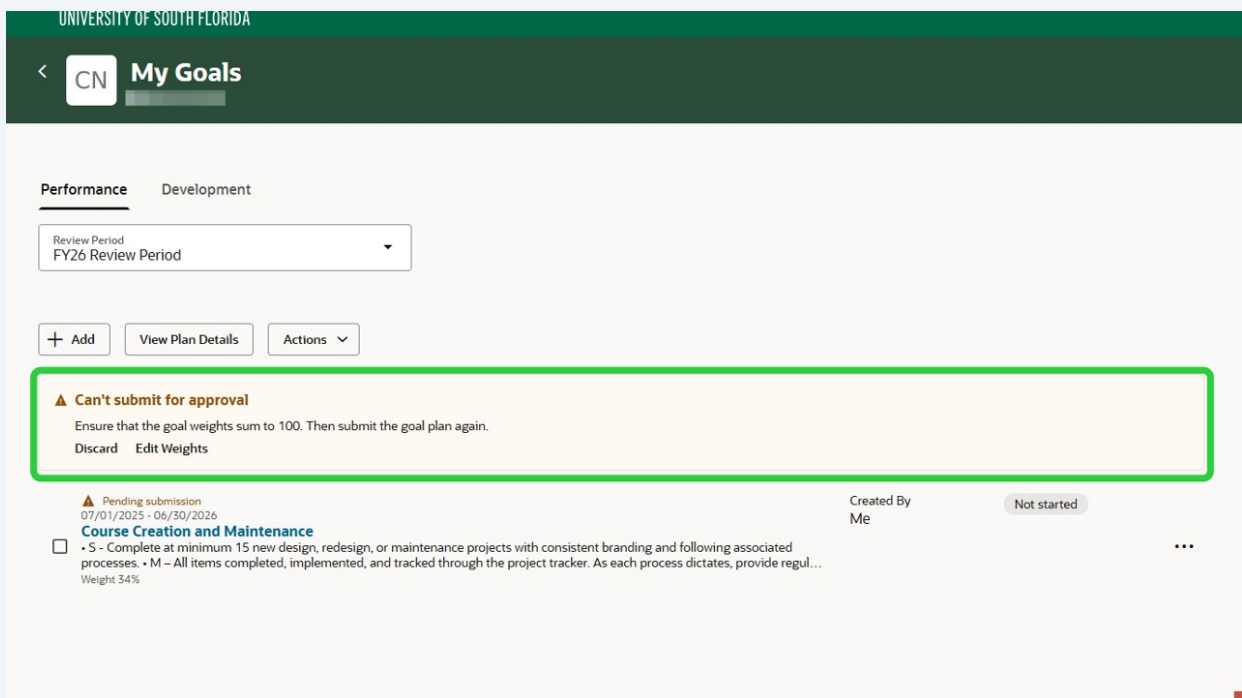 UNIVERSITY OF SOUTH FLORIDA
CN
My Goals
Performance
Development
Review Period
FY26 Review Period
+ Add
View Plan Details
Actions
Can't submit for approval
Ensure that the goal weights sum to 100. Then submit the goal plan again.
Discard
Edit Weights
Pending submission
07/01/2025 - 06/30/2026
Course Creation and Maintenance
• S - Complete at minimum 15 new design, redesign, or maintenance projects with consistent branding and following associated
processes. • M – All items completed, implemented, and tracked through the project tracker. As each process dictates, provide regul...
Weight 34%
Created By
Me
Not started